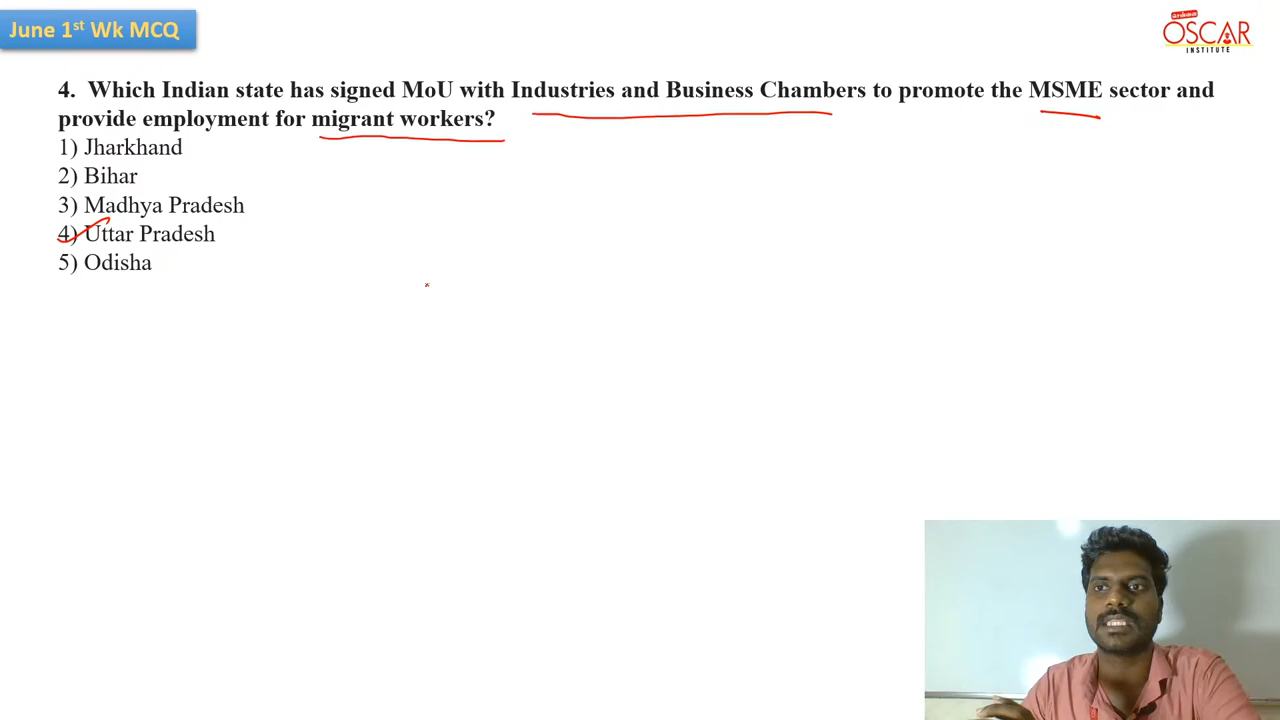 June 1st Wk MCQ
OSCAR
INSTITUTE
4. Which Indian state has signed MoU with Industries and Business Chambers to promote the MSME sector and
provide employment for migrant workers?
1) Jharkhand
2) Bihar
3) Madhya Pradesh
4) Uttar Pradesh
5) Odisha